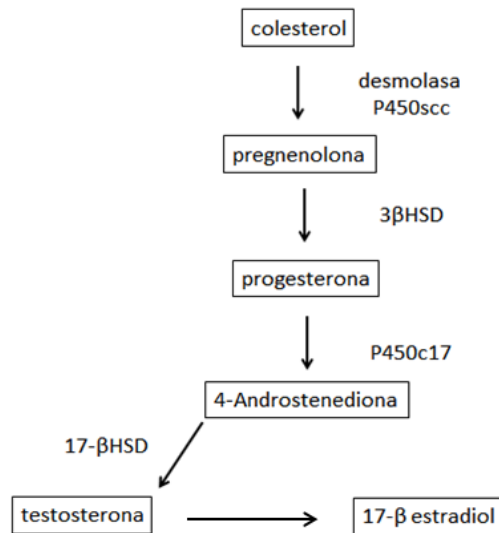 colesterol
desmolasa
P450scc
pregnenolona
3βHSD
progesterona
P450c17
4-Androstenediona
17-βHSD
testosterona
17-β estradiol